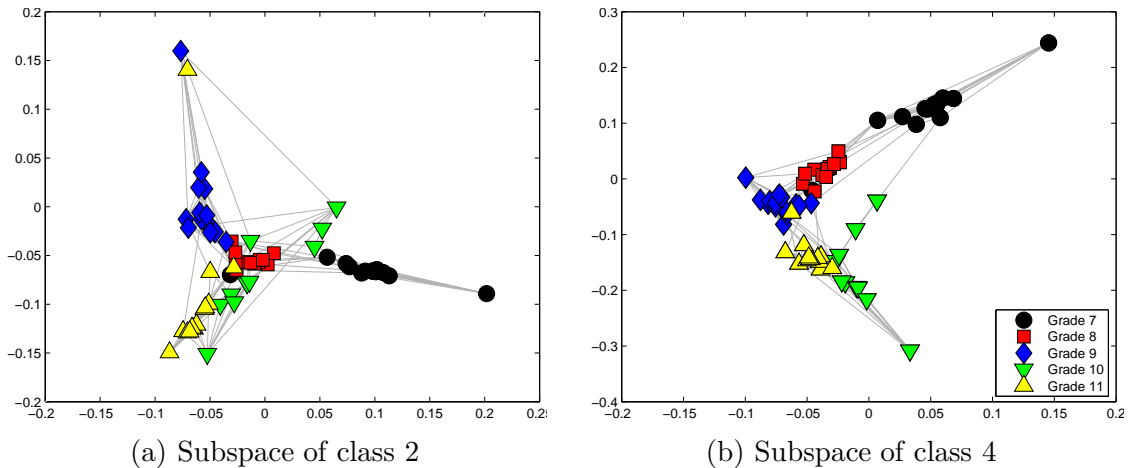 0.2
0.15
0.1
0.05
0
−0.05
−0.1
−0.15
−0.2
−0.2 −0.15 −0.1 −0.05 0 0.05 0.1 0.15 0.2 0.25
(a) Subspace of class 2
0.3
0.2
0.1
0
−0.1
−0.2
−0.3
−0.4
−0.2 −0.15 −0.1 −0.05 0 0.05 0.1 0.15 0.2
Grade 7
Grade 8
Grade 9
Grade 10
Grade 11
(b) Subspace of class 4